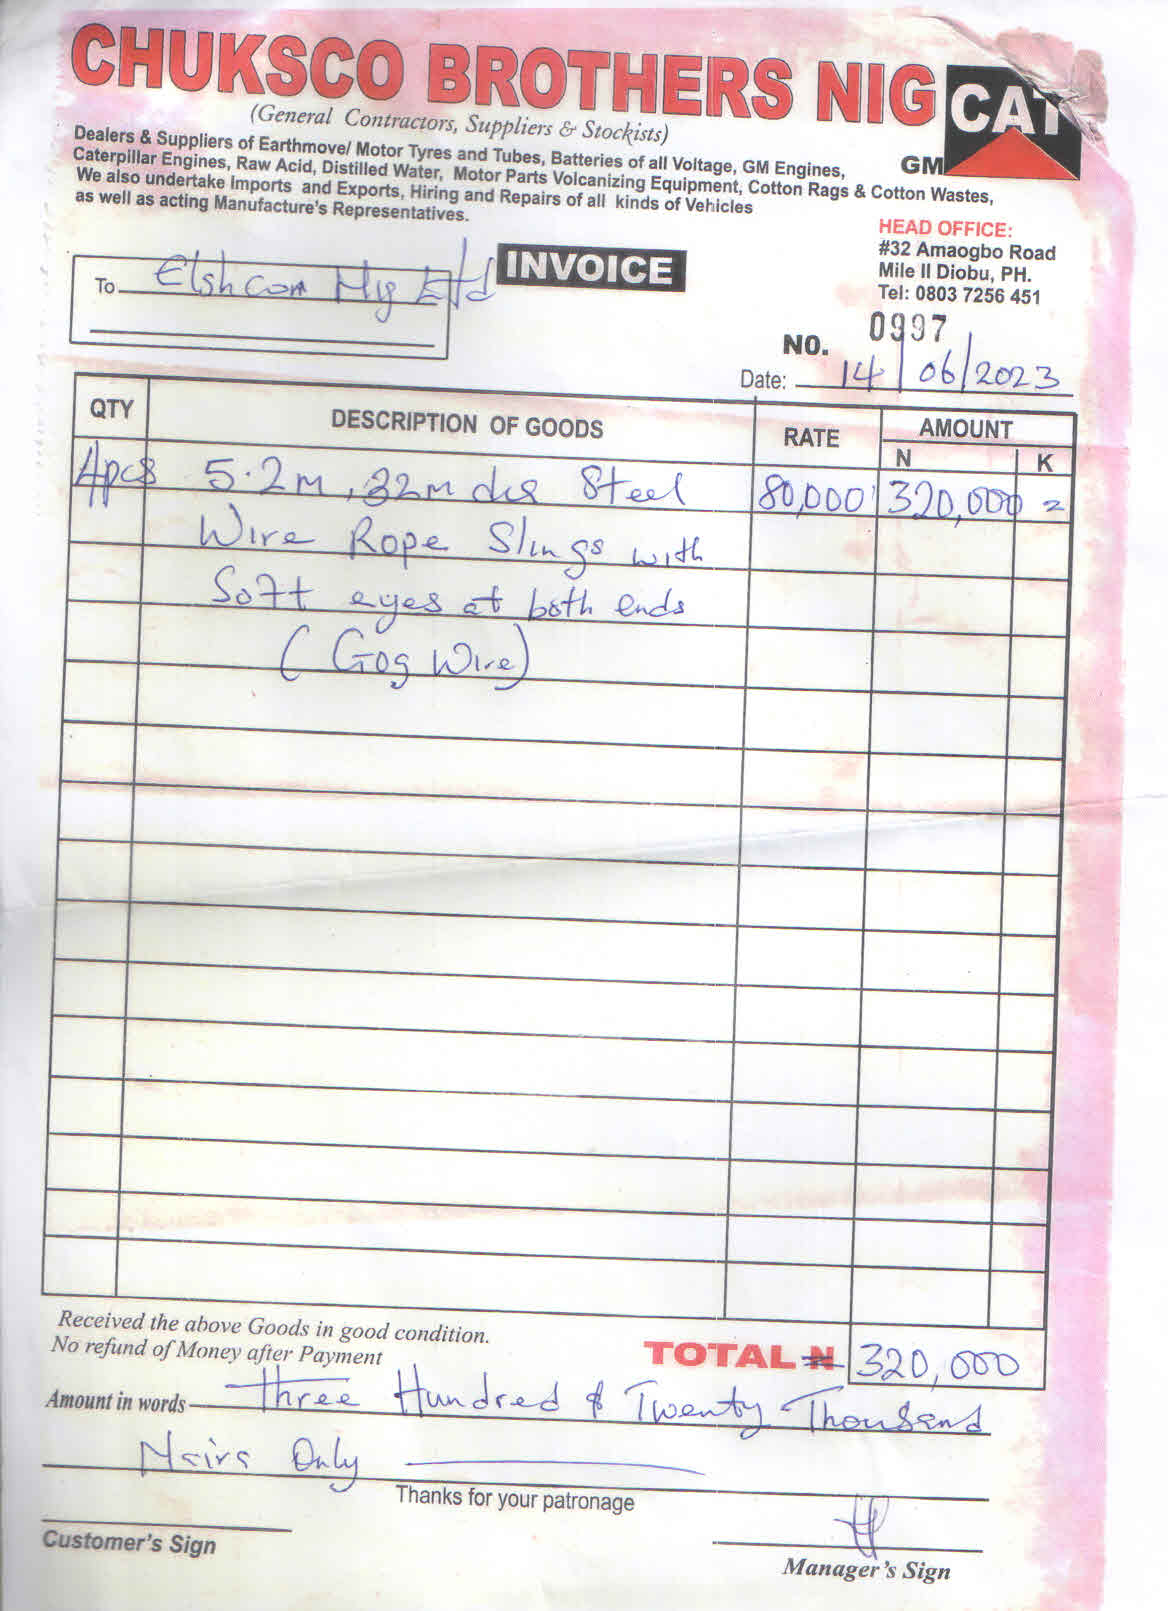 CHUKSCO BROTHERS NIG
CAT
(General Contractors, Suppliers & Stockists)
GM
Dealers & Suppliers of Earthmove/ Motor Tyres and Tubes, Batteries of all Voltage, GM Engines,
Caterpillar Engines, Raw Acid, Distilled Water, Motor Parts Volcanizing Equipment, Cotton Rags & Cotton Wastes,
We also undertake Imports and Exports, Hiring and Repairs of all kinds of Vehicles
as well as acting Manufacture's Representatives.
HEAD OFFICE:
#32 Amaogbo Road
Mile II Diobu, PH.
Tel: 0803 7256 451
INVOICE
To Elshcon Nig Ltd
NO. 0997
Date: 14/06/2023
QTY DESCRIPTION OF GOODS RATE AMOUNT
N K
4pcs 5.2m, 32m dia Steel 80,000 320,000 =
Wire Rope Slings with
Soft eyes at both ends
(Gog Wire)
Received the above Goods in good condition.
No refund of Money after Payment
TOTAL N 320,000
Amount in words Three Hundred & Twenty-Thousand
Naira Only
Thanks for your patronage
Customer's Sign
Manager's Sign